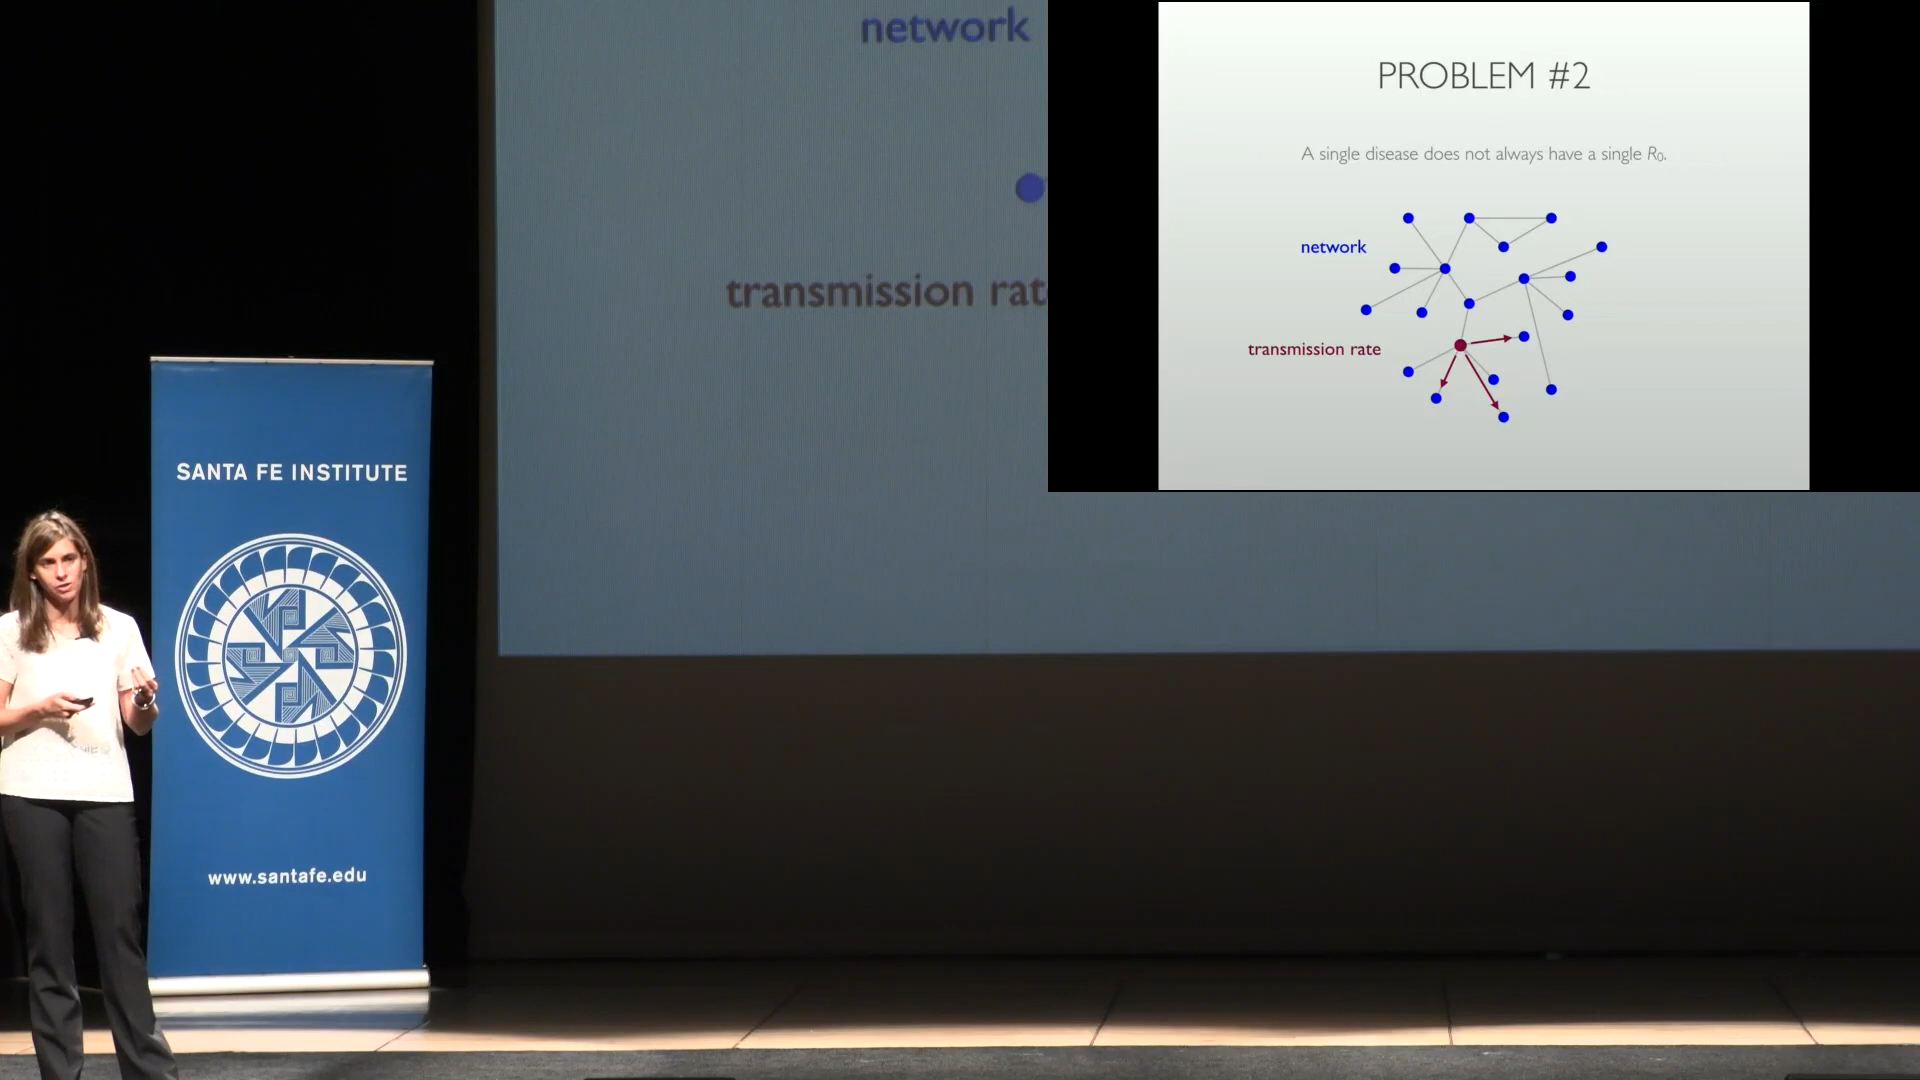 network
transmission rat
PROBLEM #2
A single disease does not always have a single R₀.
network
transmission rate
SANTA FE INSTITUTE
www.santafe.edu